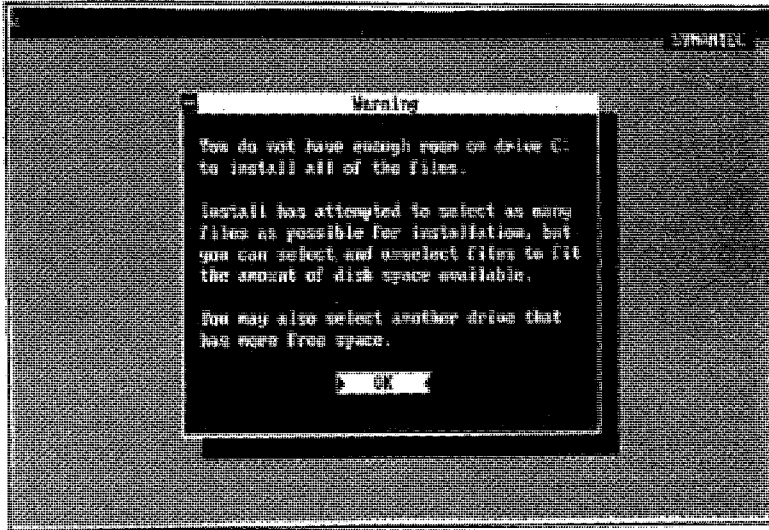 SYMANTEC
Warning
You do not have enough room on drive C:
to install all of the files.
Install has attempted to select as many
files as possible for installation, but
you can select and unselect files to fit
the amount of disk space available.
You may also select another drive that
has more free space.
OK